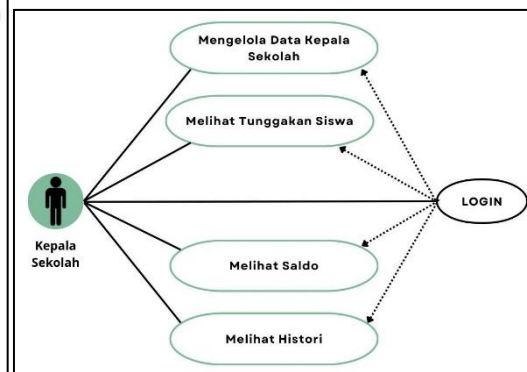 Mengelola Data Kepala
Sekolah
Melihat Tunggakan Siswa
LOGIN
Kepala
Sekolah
Melihat Saldo
Melihat Histori